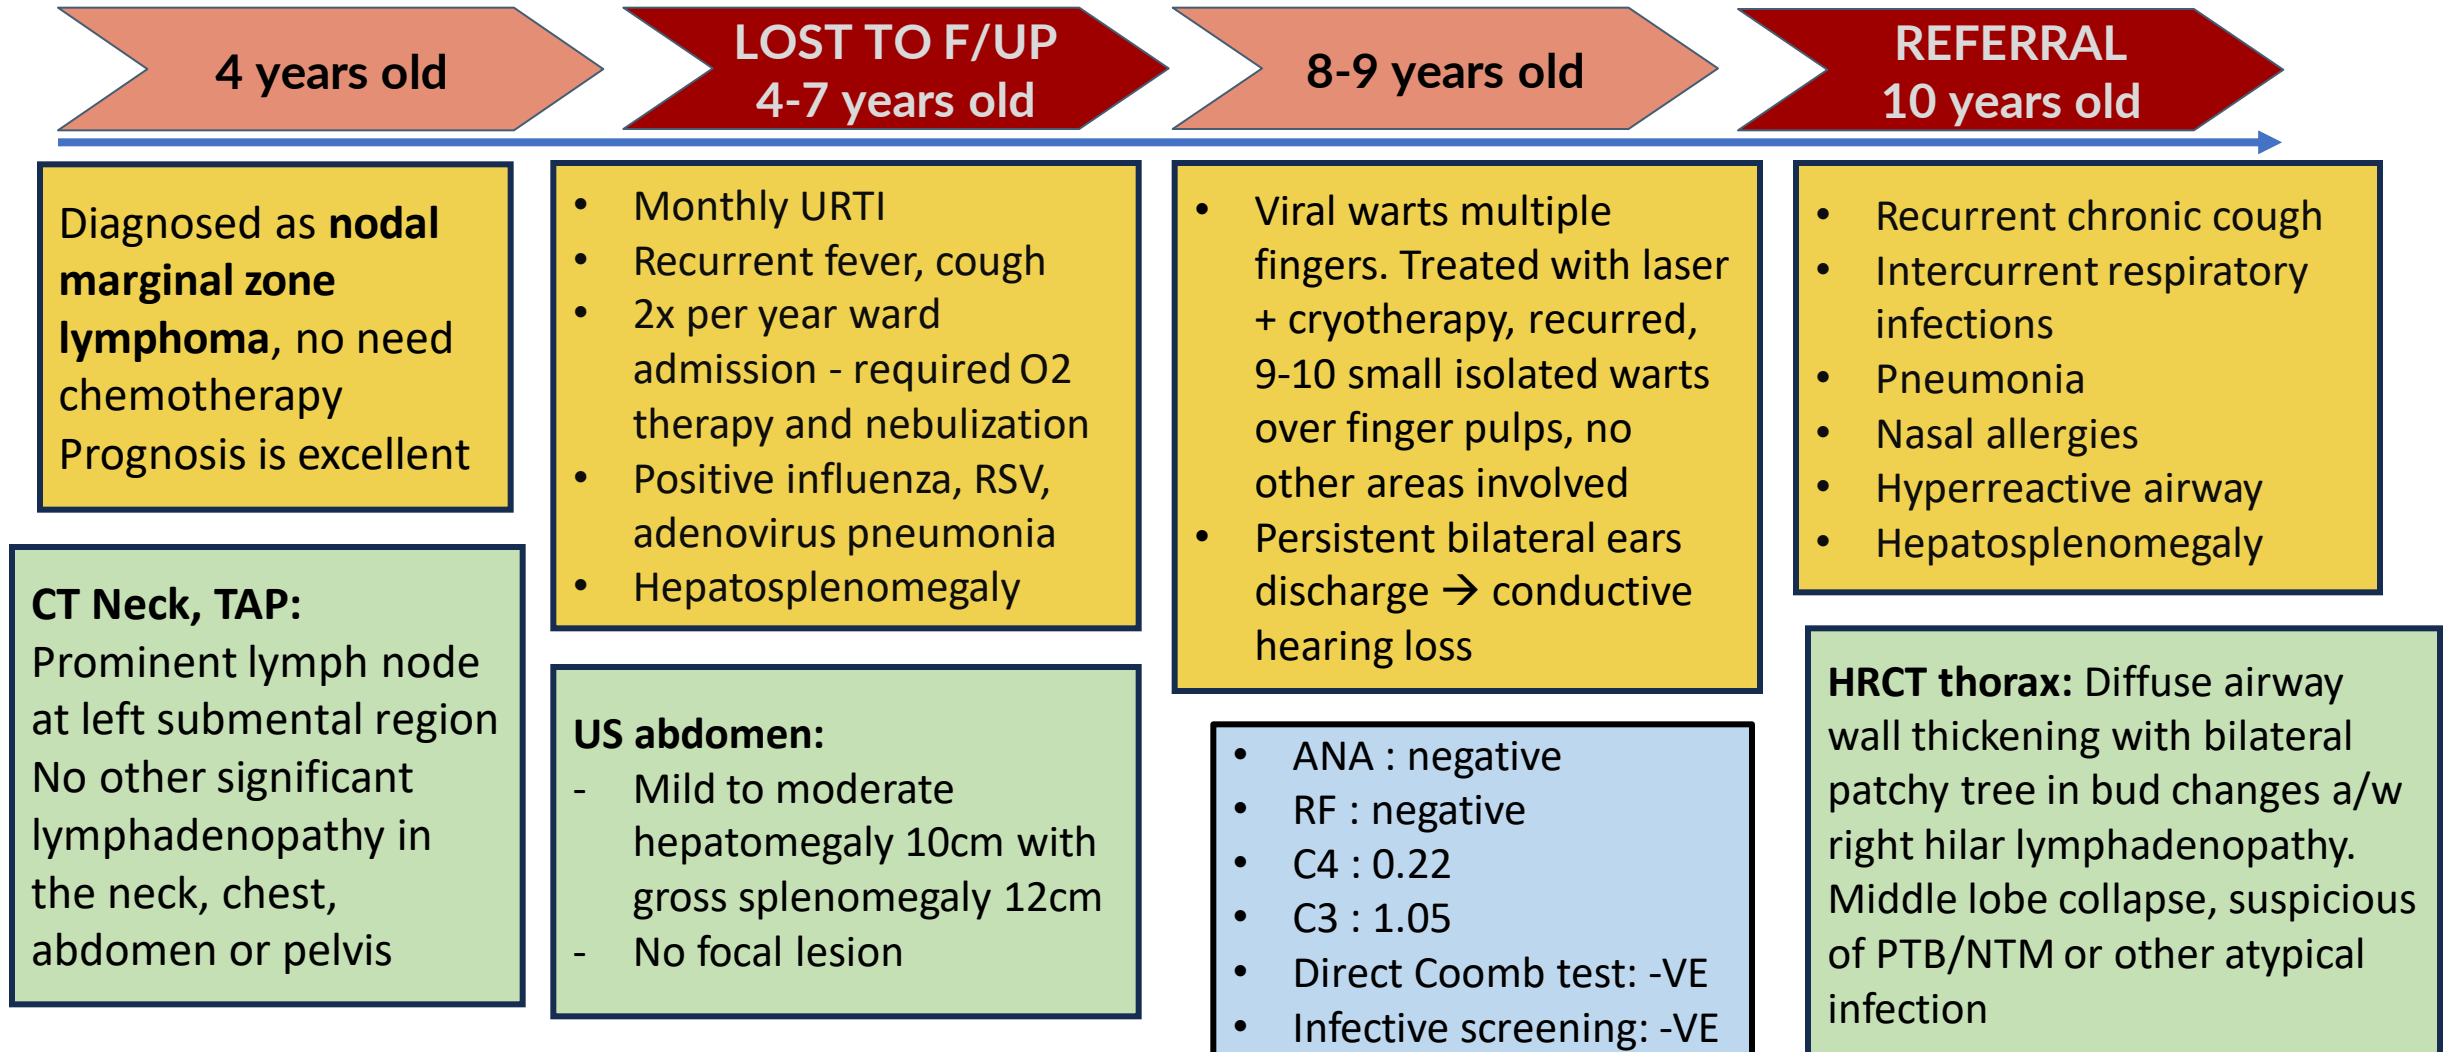 4 years old
LOST TO F/UP
4-7 years old
8-9 years old
REFERRAL
10 years old
Diagnosed as nodal
marginal zone
lymphoma, no need
chemotherapy
Prognosis is excellent
CT Neck, TAP:
Prominent lymph node
at left submental region
No other significant
lymphadenopathy in
the neck, chest,
abdomen or pelvis
• Monthly URTI
• Recurrent fever, cough
• 2x per year ward
admission - required O2
therapy and nebulization
• Positive influenza, RSV,
adenovirus pneumonia
• Hepatosplenomegaly
US abdomen:
- Mild to moderate
hepatomegaly 10cm with
gross splenomegaly 12cm
- No focal lesion
• Viral warts multiple
fingers. Treated with laser
+ cryotherapy, recurred,
9-10 small isolated warts
over finger pulps, no
other areas involved
• Persistent bilateral ears
discharge → conductive
hearing loss
• ANA : negative
• RF : negative
• C4 : 0.22
• C3 : 1.05
• Direct Coomb test: -VE
• Infective screening: -VE
• Recurrent chronic cough
• Intercurrent respiratory
infections
• Pneumonia
• Nasal allergies
• Hyperreactive airway
• Hepatosplenomegaly
HRCT thorax: Diffuse airway
wall thickening with bilateral
patchy tree in bud changes a/w
right hilar lymphadenopathy.
Middle lobe collapse, suspicious
of PTB/NTM or other atypical
infection